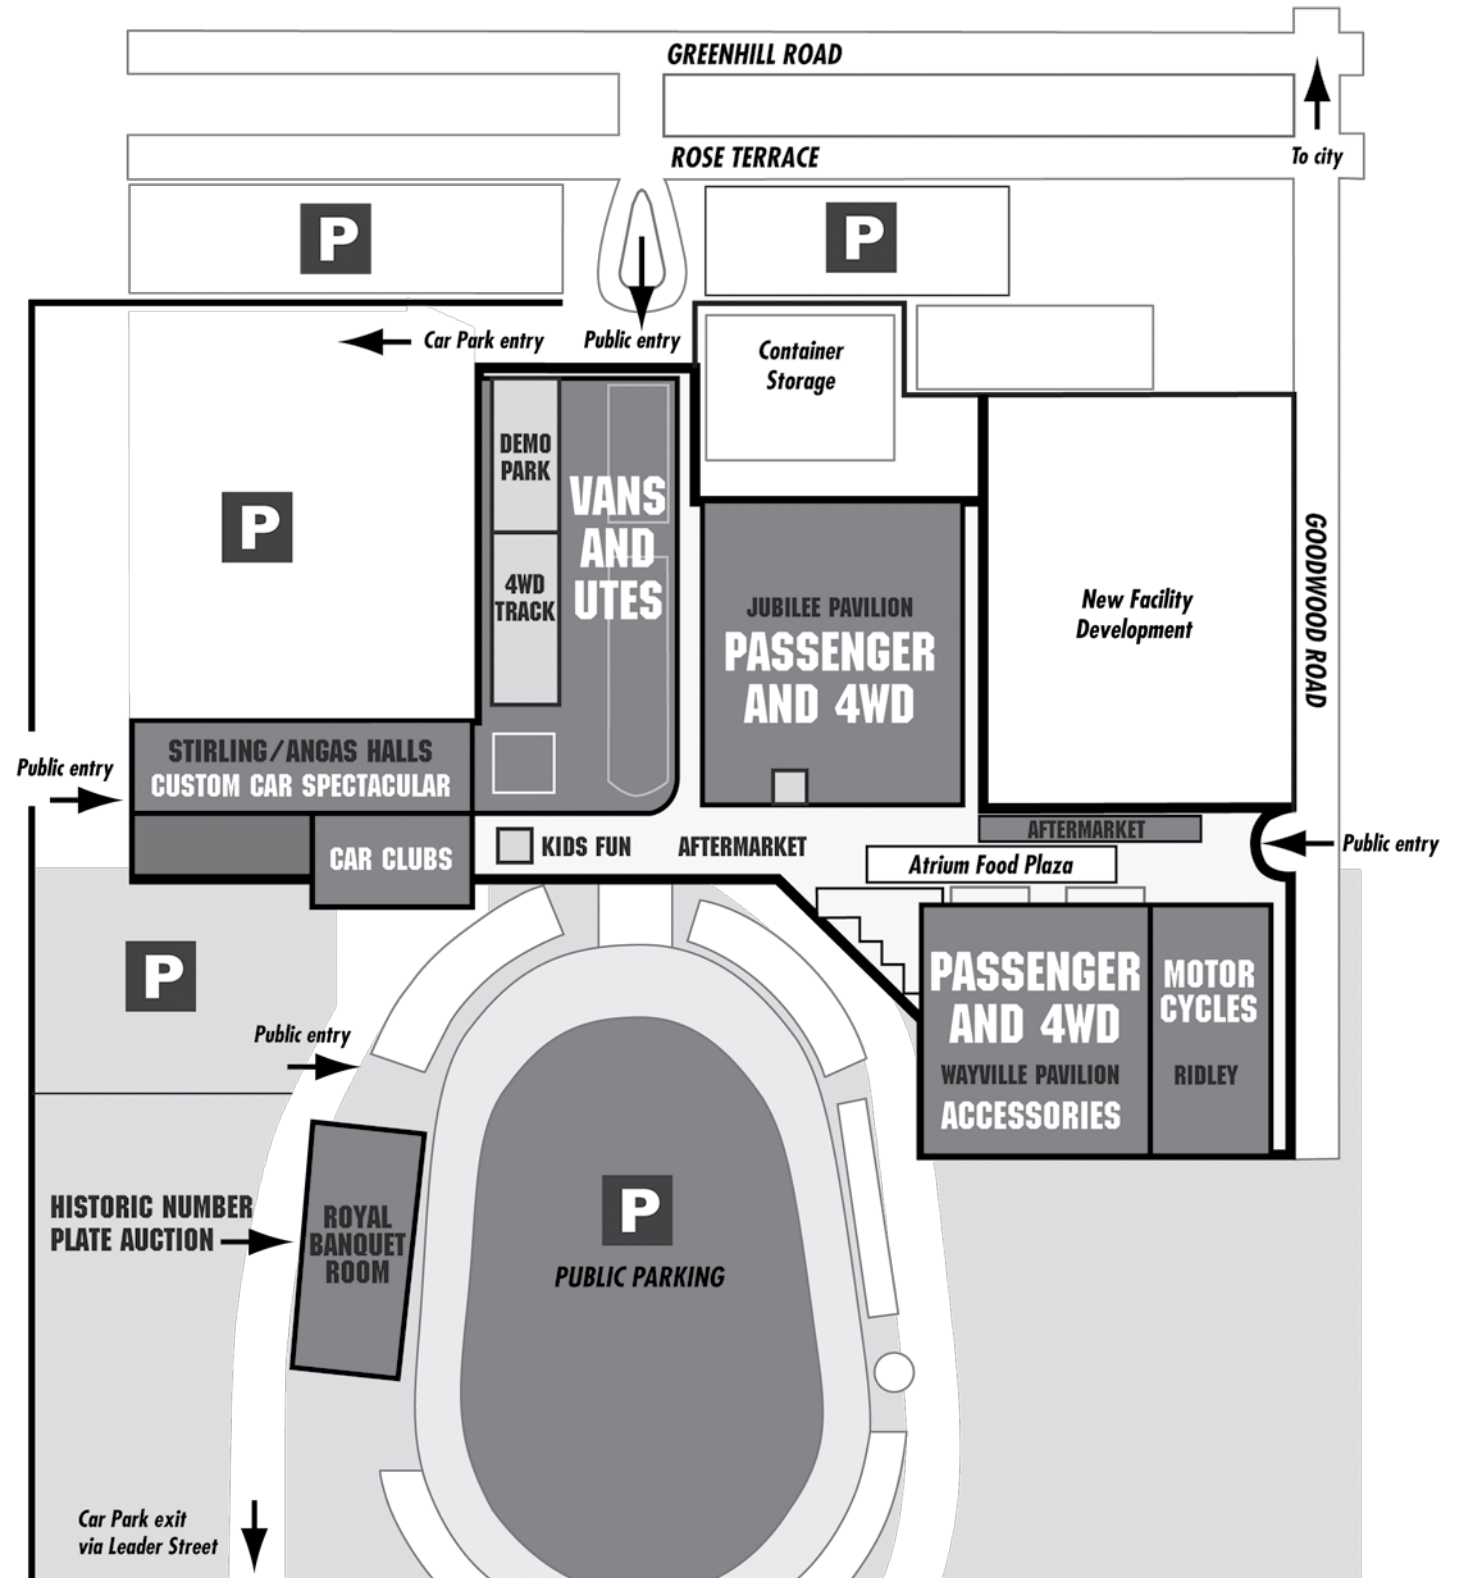 GREENHILL ROAD
To city
ROSE TERRACE
P
P
Car Park entry
Public entry
Container
Storage
DEMO
PARK
VANS
AND
UTES
P
4WD
TRACK
JUBILEE PAVILION
PASSENGER
AND 4WD
New Facility
Development
GOODWOOD ROAD
STIRLING/ANGAS HALLS
CUSTOM CAR SPECTACULAR
Public entry
CAR CLUBS
KIDS FUN
AFTERMARKET
AFTERMARKET
Atrium Food Plaza
Public entry
P
PASSENGER
AND 4WD
WAYVILLE PAVILION
ACCESSORIES
MOTOR
CYCLES
RIDLEY
Public entry
HISTORIC NUMBER
PLATE AUCTION
ROYAL
BANQUET
ROOM
P
PUBLIC PARKING
Car Park exit
via Leader Street